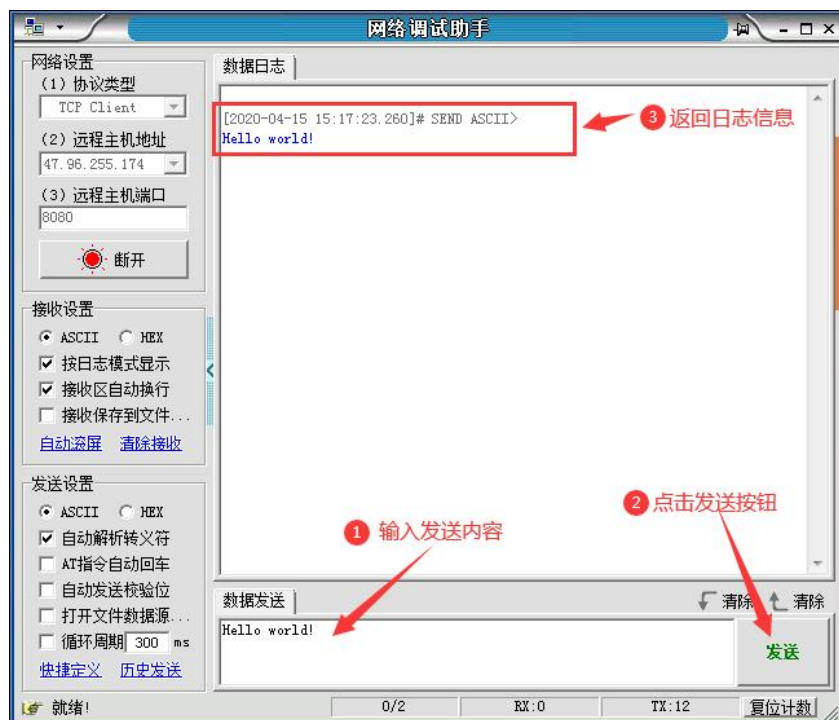 网络调试助手
网络设置
(1) 协议类型
TCP Client
(2) 远程主机地址
47.96.255.174
(3) 远程主机端口
8080
断开
接收设置
ASCII HEX
按日志模式显示
接收区自动换行
接收保存到文件...
自动滚屏 清除接收
发送设置
ASCII HEX
自动解析转义符
AT指令自动回车
自动发送校验位
打开文件数据源...
循环周期 300 ms
快捷定义 历史发送
数据日志
[2020-04-15 15:17:23.260]# SEND ASCII>
Hello world!
3 返回日志信息
1 输入发送内容
2 点击发送按钮
数据发送 清除 清除
Hello world!
发送
就绪! 0/2 RX:0 TX:12 复位计数